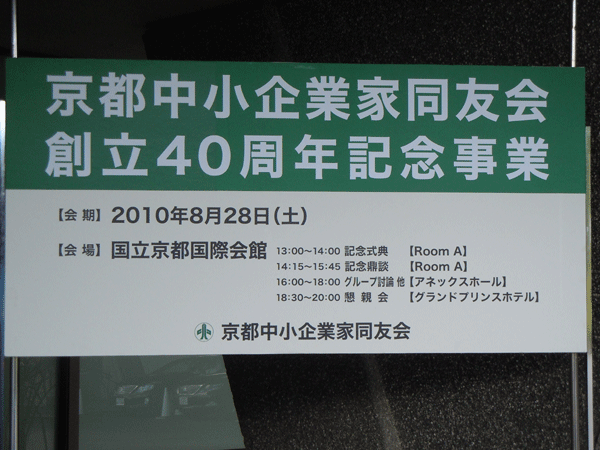 京都中小企業家同友会
創立40周年記念事業
【会 期】 2010年8月28日(土)
【会 場】 国立京都国際会館 13:00〜14:00 記念式典 【Room A】
14:15〜15:45 記念鼎談 【Room A】
16:00〜18:00 グループ討論 他【アネックスホール】
18:30〜20:00 懇 親 会 【グランドプリンスホテル】
京都中小企業家同友会